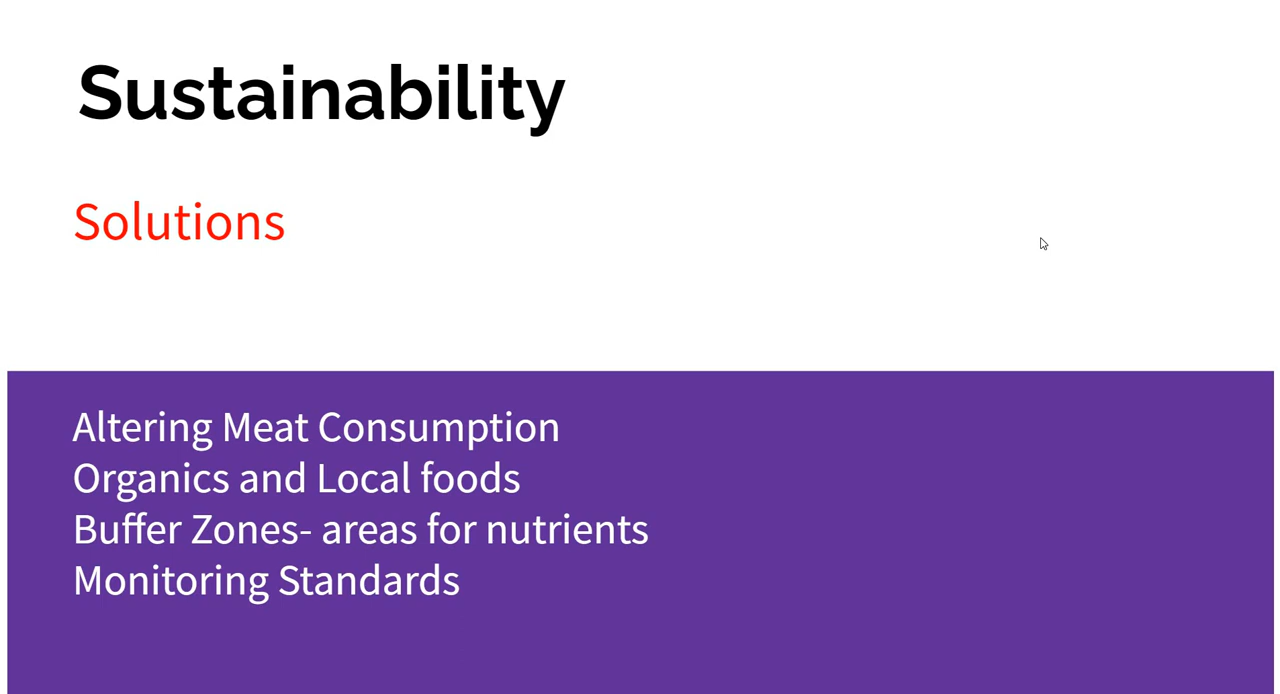 Sustainability
Solutions
Altering Meat Consumption
Organics and Local foods
Buffer Zones- areas for nutrients
Monitoring Standards